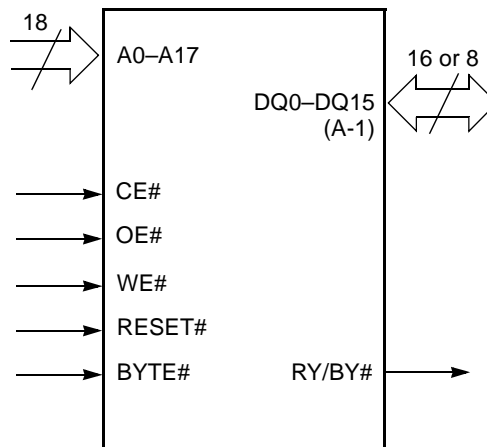 18
A0–A17
16 or 8
DQ0–DQ15
(A-1)
CE#
OE#
WE#
RESET#
BYTE#
RY/BY#